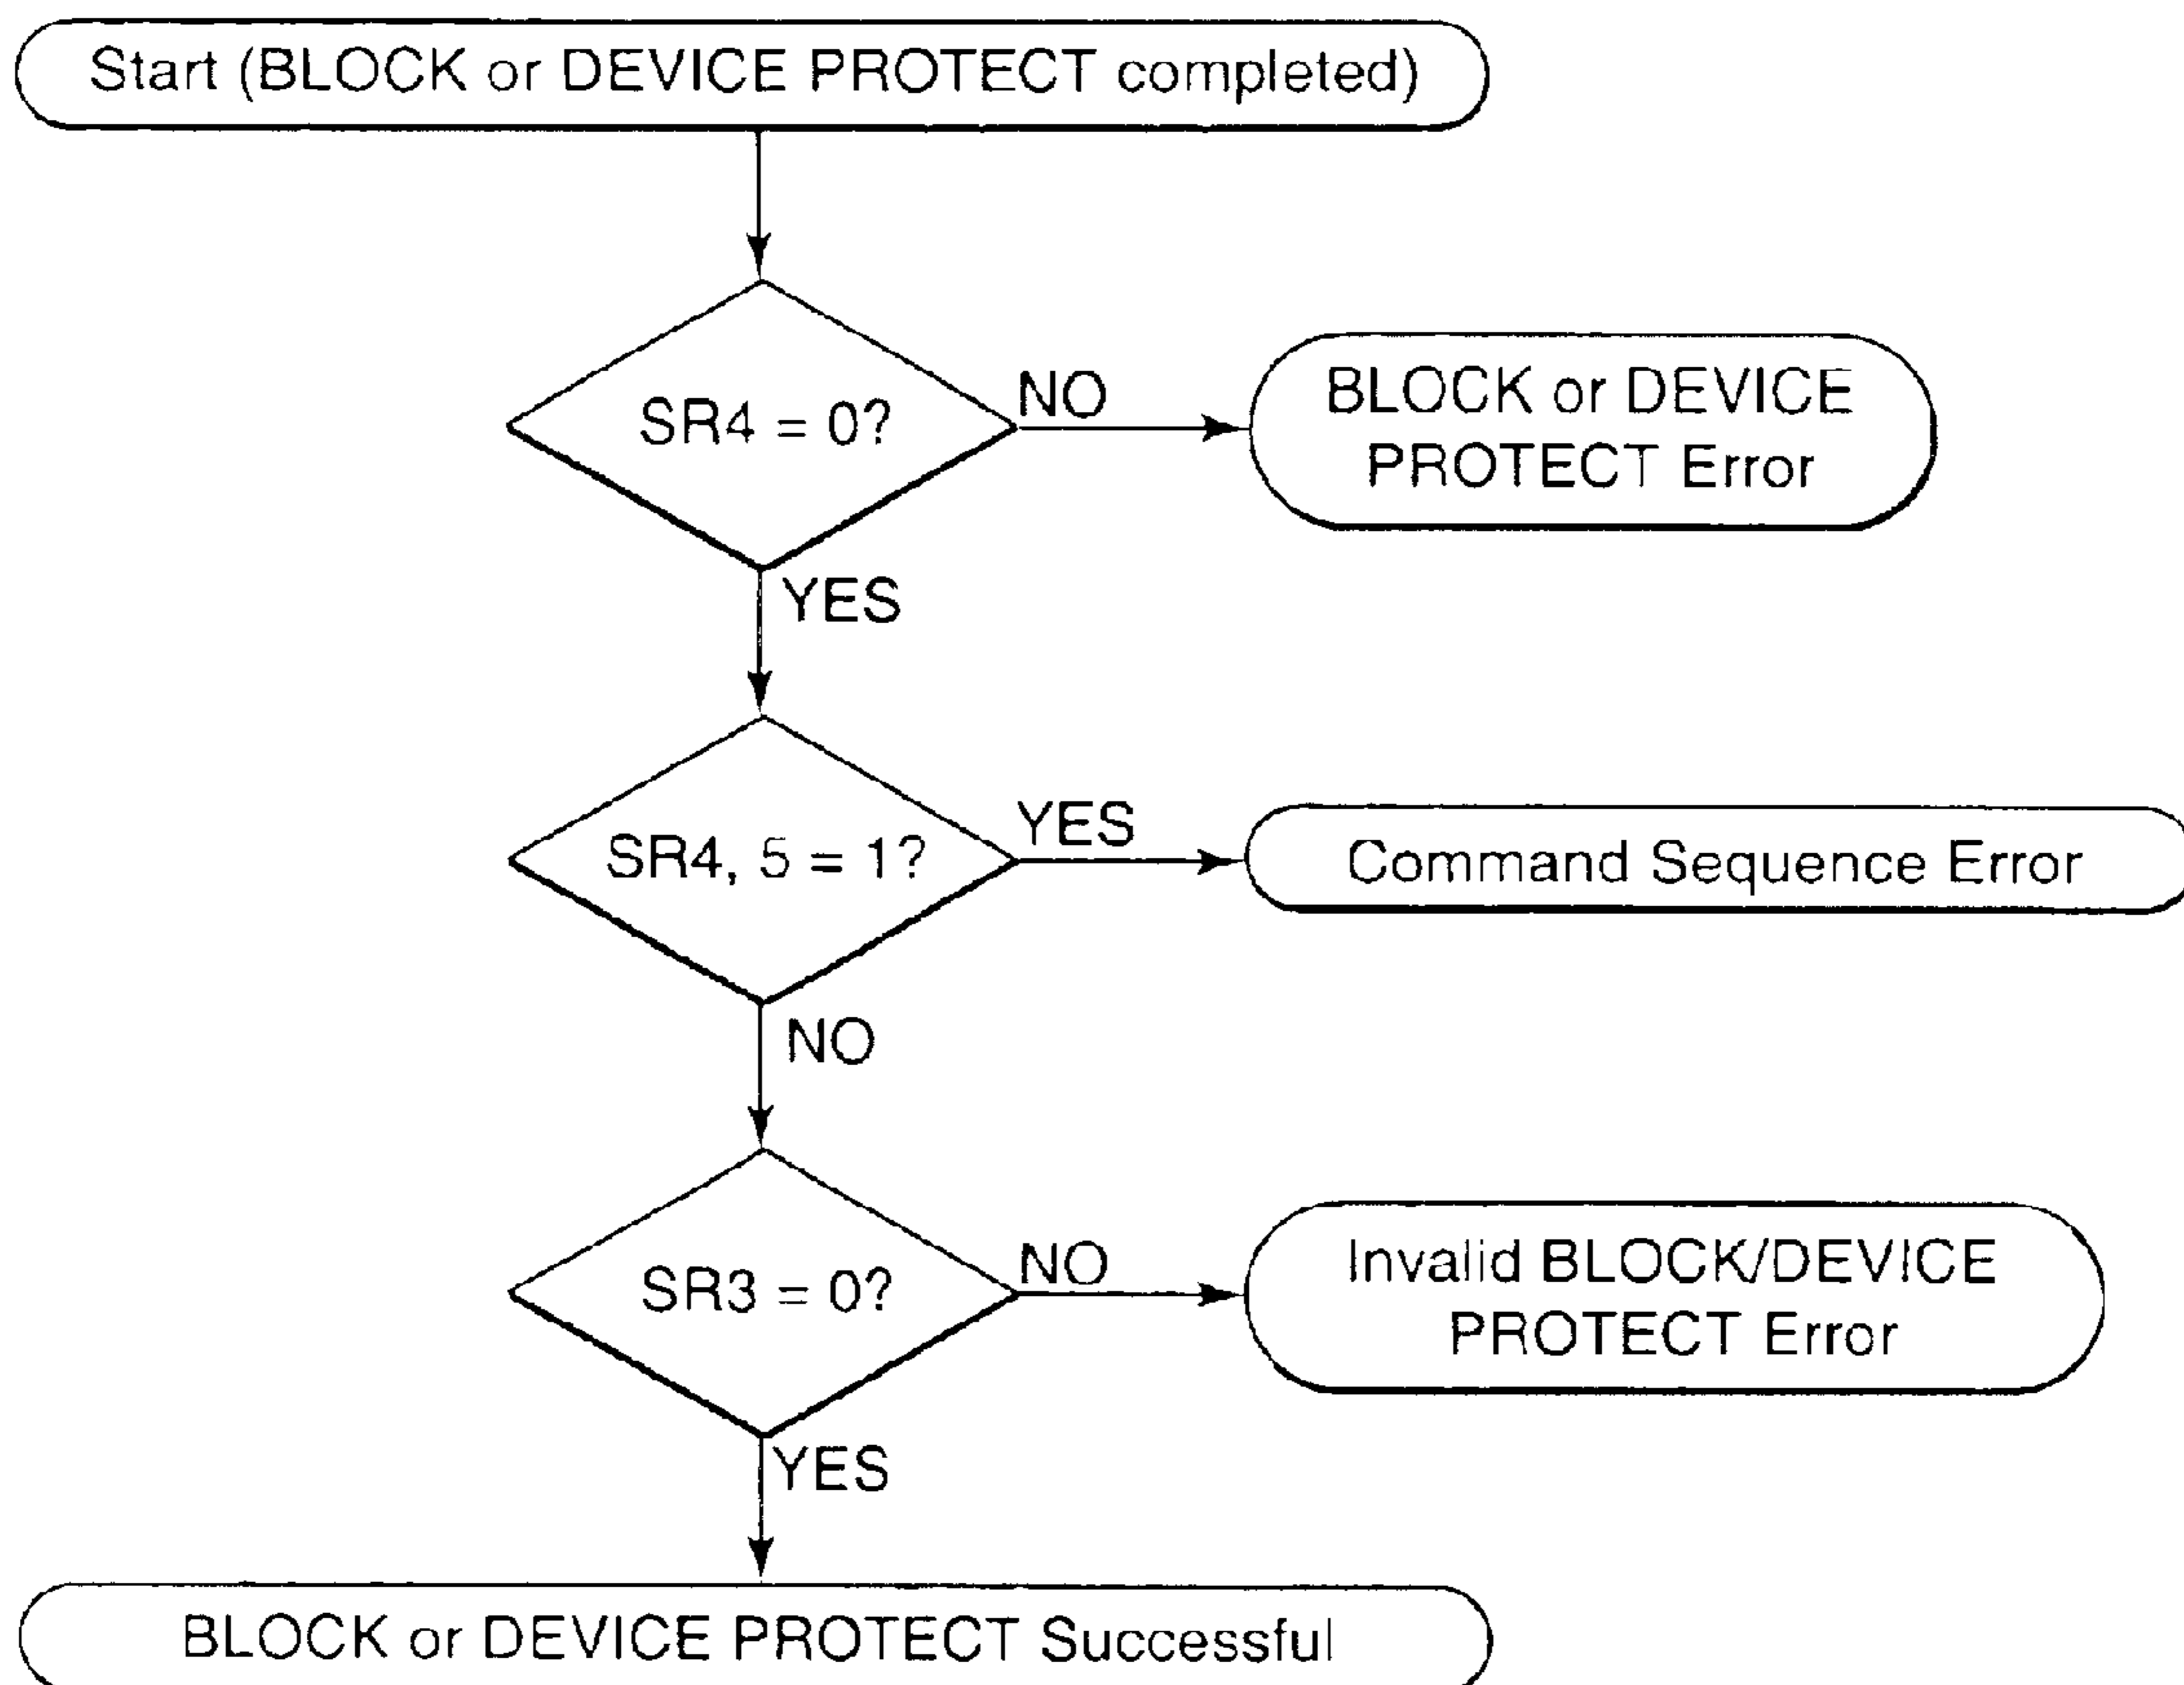 Start (BLOCK or DEVICE PROTECT completed)
SR4 = 0?
NO
BLOCK or DEVICE
PROTECT Error
YES
SR4, 5 = 1?
YES
Command Sequence Error
NO
SR3 = 0?
NO
Invalid BLOCK/DEVICE
PROTECT Error
YES
BLOCK or DEVICE PROTECT Successful